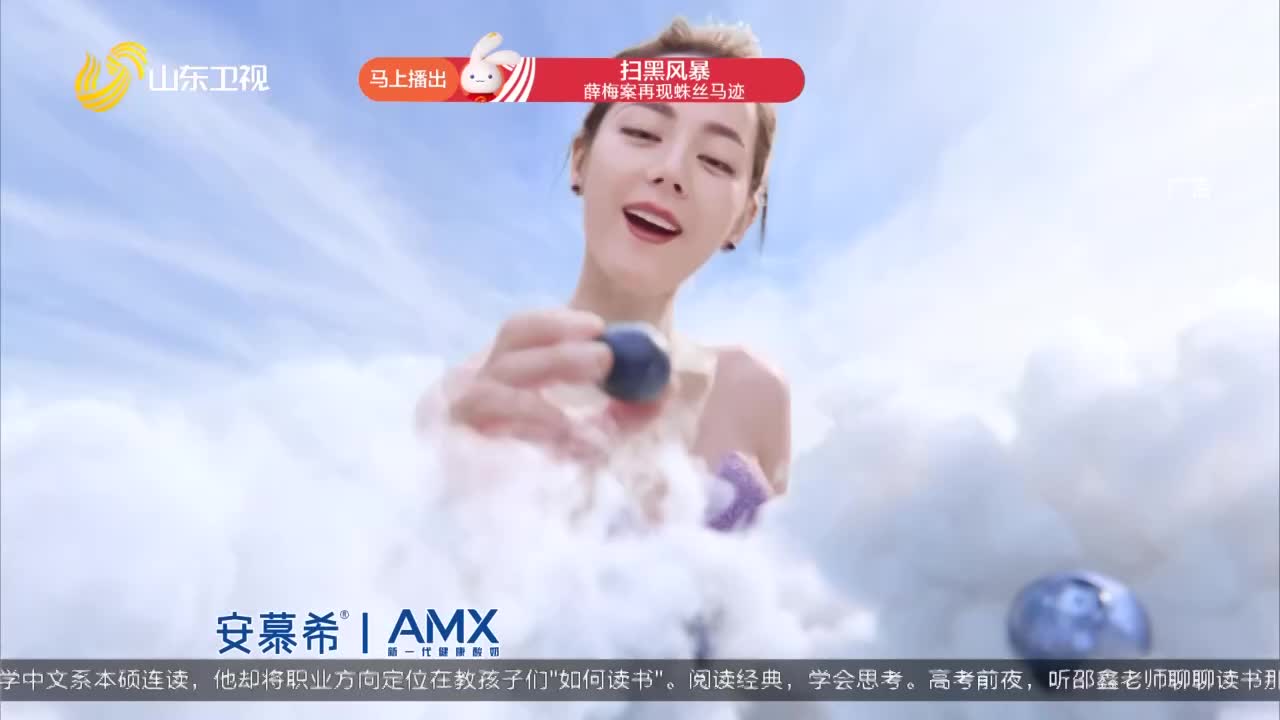 山东卫视
马上播出
扫黑风暴
薛梅案再现蛛丝马迹
广告
安慕希® | AMX
新一代健康酸奶
学中文系本硕连读，他却将职业方向定位在教孩子们"如何读书"。阅读经典，学会思考。高考前夜，听邵鑫老师聊聊读书那